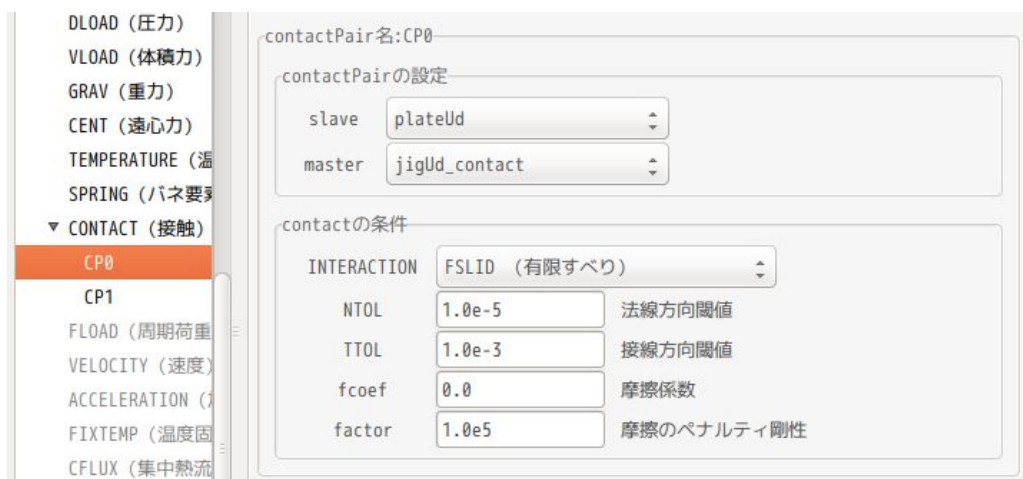 DLOAD (圧力)
VLOAD (体積力)
GRAV (重力)
CENT (遠心力)
TEMPERATURE (温
SPRING (バネ要素
▼ CONTACT (接触)
CP0
CP1
FLOAD (周期荷重
VELOCITY (速度)
ACCELERATION (加
FIXTEMP (温度固
CFLUX (集中熱流
contactPair名:CP0
contactPairの設定
slave plateUd
master jigUd_contact
contactの条件
INTERACTION FSLID (有限すべり)
NTOL 1.0e-5 法線方向閾値
TTOL 1.0e-3 接線方向閾値
fcoef 0.0 摩擦係数
factor 1.0e5 摩擦のペナルティ剛性